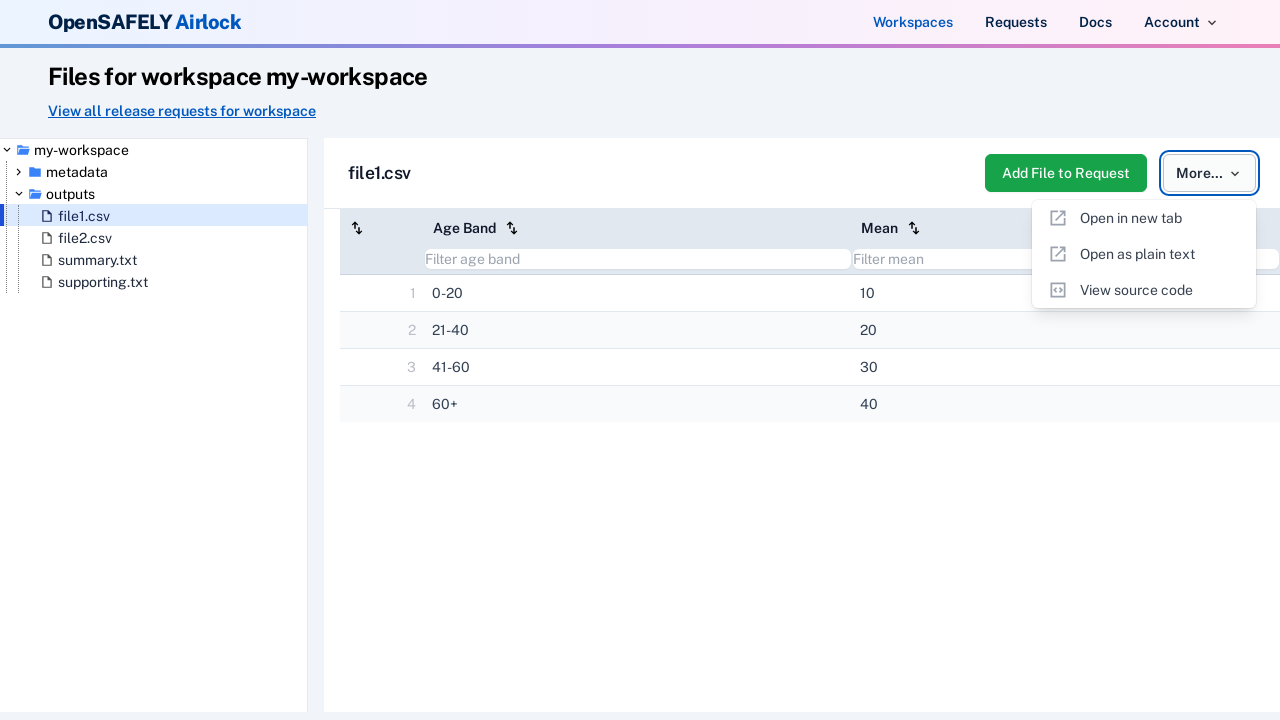 OpenSAFELY Airlock
Workspaces
Requests
Docs
Account
Files for workspace my-workspace
View all release requests for workspace
my-workspace
metadata
outputs
file1.csv
file2.csv
summary.txt
supporting.txt
file1.csv
Add File to Request
More...
Open in new tab
Open as plain text
View source code
Age Band
Mean
Filter age band
Filter mean
1 0-20 10
2 21-40 20
3 41-60 30
4 60+ 40